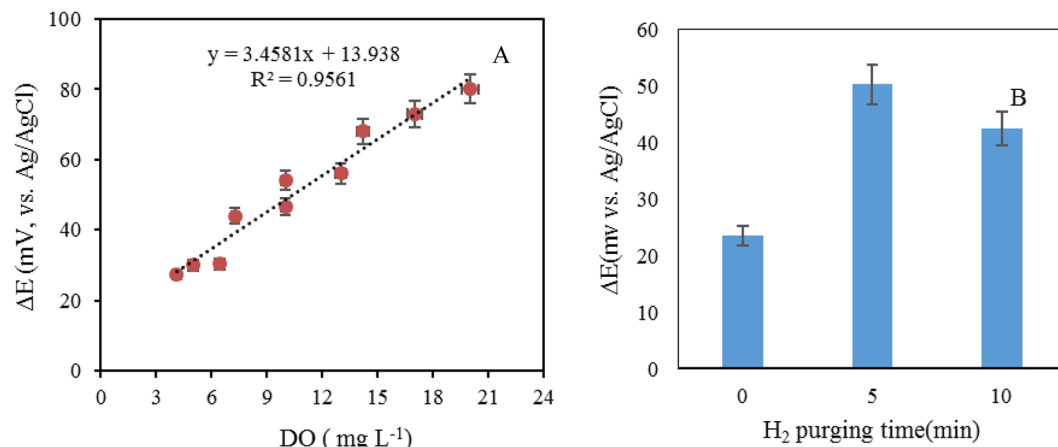 100
80
60
40
20
0
ΔE (mV, vs. Ag/AgCl)
y = 3.4581x + 13.938
R² = 0.9561
A
0 3 6 9 12 15 18 21 24
DO ( mg L⁻¹)
60
50
40
30
20
10
0
ΔE(mv vs. Ag/AgCl)
B
0 5 10
H₂ purging time(min)